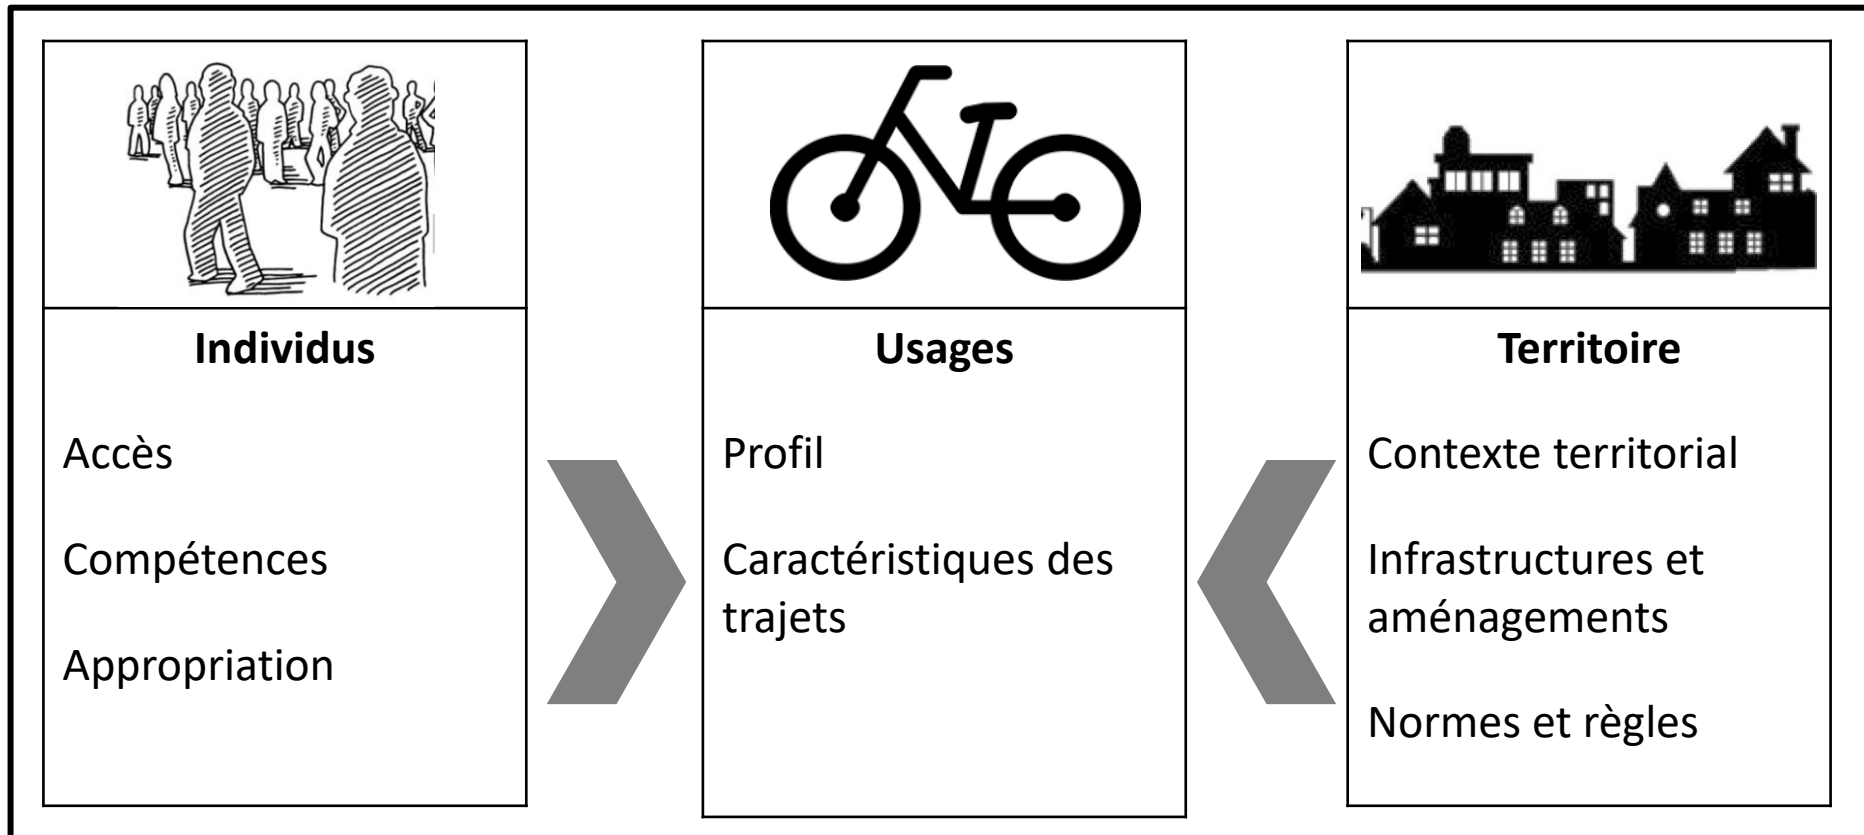 Individus
Accès
Compétences
Appropriation
Usages
Profil
Caractéristiques des
trajets
Territoire
Contexte territorial
Infrastructures et
aménagements
Normes et règles